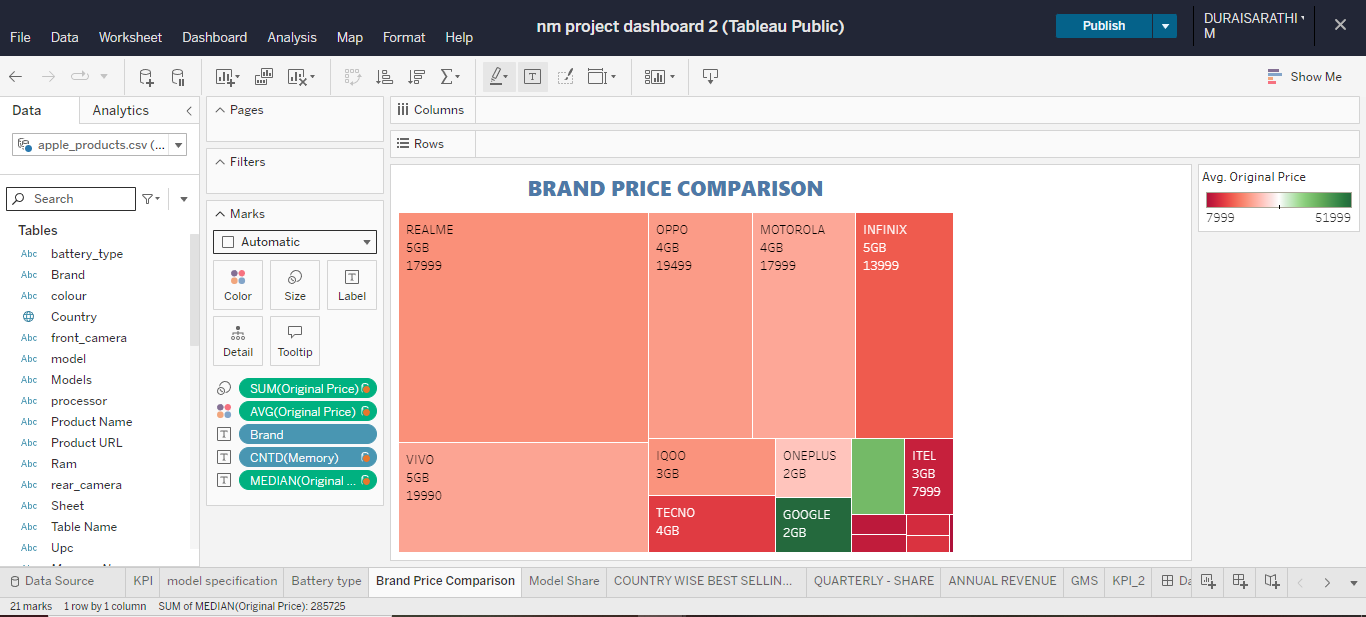 nm project dashboard 2 (Tableau Public)
Publish
DURAISARATHI
M
File Data Worksheet Dashboard Analysis Map Format Help
Show Me
Data Analytics
apple_products.csv (...
Search
Tables
Abc battery_type
Abc Brand
Abc colour
Country
Abc front_camera
Abc model
Abc Models
Abc processor
Abc Product Name
Abc Product URL
Abc Ram
Abc rear_camera
Abc Sheet
Abc Table Name
Abc Upc
Pages
Filters
Marks
Automatic
Color Size Label
Detail Tooltip
SUM(Original Price)
AVG(Original Price)
Brand
CNTD(Memory)
MEDIAN(Original ...
Columns
Rows
BRAND PRICE COMPARISON
REALME
5GB
17999
OPPO
4GB
19499
MOTOROLA
4GB
17999
INFINIX
5GB
13999
VIVO
5GB
19990
IQOO
3GB
ONEPLUS
2GB
ITEL
3GB
7999
TECNO
4GB
GOOGLE
2GB
Avg. Original Price
7999 51999
Data Source KPI model specification Battery type Brand Price Comparison Model Share COUNTRY WISE BEST SELLIN... QUARTERLY - SHARE ANNUAL REVENUE GMS KPI_2 Da
21 marks 1 row by 1 column SUM of MEDIAN(Original Price): 285725